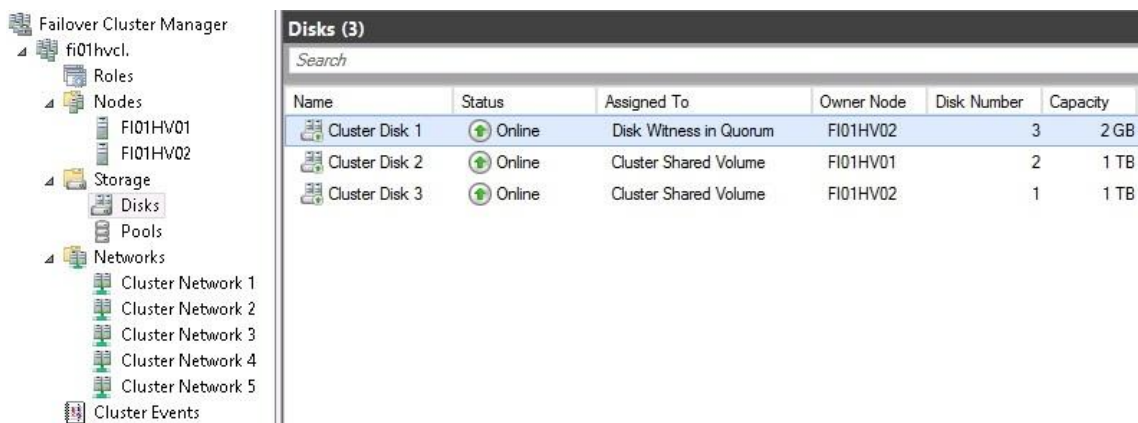 Failover Cluster Manager
fi01hvcl.
Roles
Nodes
FI01HV01
FI01HV02
Storage
Disks
Pools
Networks
Cluster Network 1
Cluster Network 2
Cluster Network 3
Cluster Network 4
Cluster Network 5
Cluster Events
Disks (3)
Search
Name Status Assigned To Owner Node Disk Number Capacity
Cluster Disk 1 Online Disk Witness in Quorum FI01HV02 3 2 GB
Cluster Disk 2 Online Cluster Shared Volume FI01HV01 2 1 TB
Cluster Disk 3 Online Cluster Shared Volume FI01HV02 1 1 TB